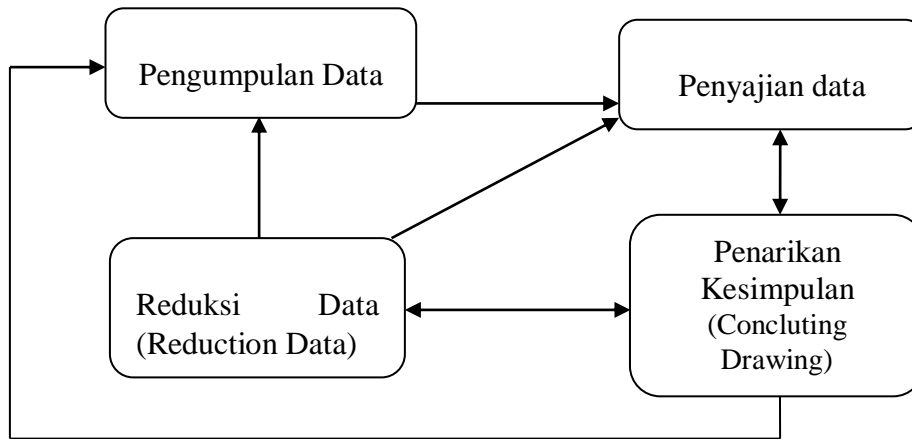 Pengumpulan Data
Penyajian data
Reduksi Data
(Reduction Data)
Penarikan
Kesimpulan
(Concluting
Drawing)